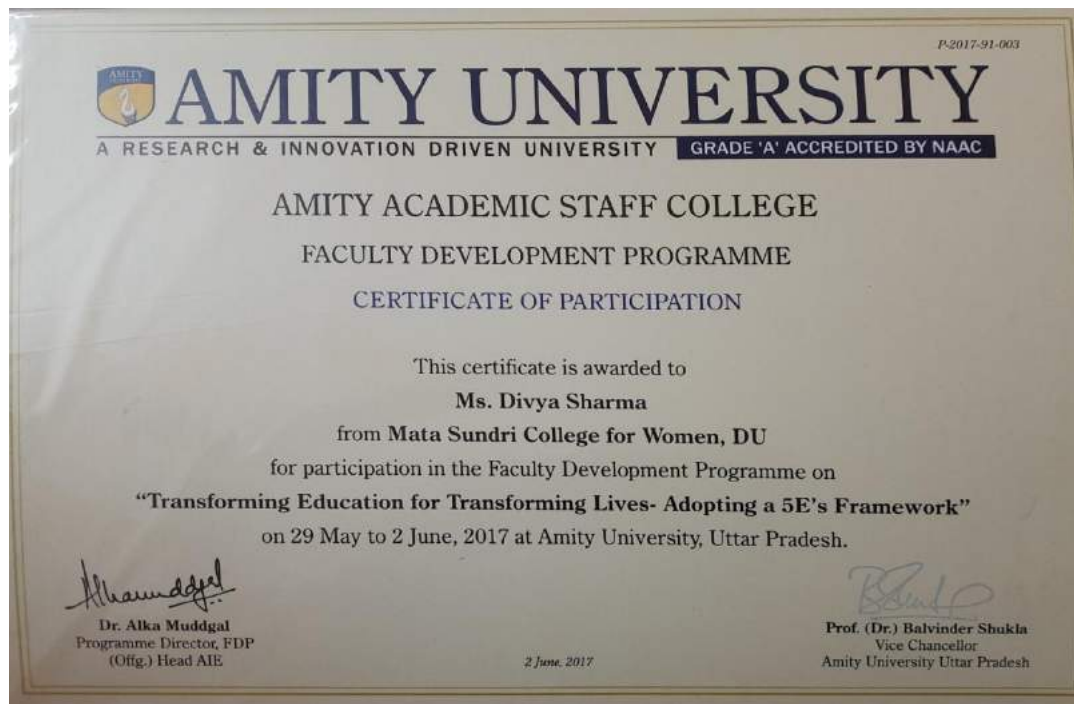 P-2017-91-003
AMITY
AMITY UNIVERSITY
A RESEARCH & INNOVATION DRIVEN UNIVERSITY GRADE 'A' ACCREDITED BY NAAC
AMITY ACADEMIC STAFF COLLEGE
FACULTY DEVELOPMENT PROGRAMME
CERTIFICATE OF PARTICIPATION
This certificate is awarded to
Ms. Divya Sharma
from Mata Sundri College for Women, DU
for participation in the Faculty Development Programme on
“Transforming Education for Transforming Lives- Adopting a 5E's Framework”
on 29 May to 2 June, 2017 at Amity University, Uttar Pradesh.
Alkamuddgal
Dr. Alka Muddgal
Programme Director, FDP
(Offg.) Head AIE
2 June, 2017
Prof. (Dr.) Balvinder Shukla
Vice Chancellor
Amity University Uttar Pradesh